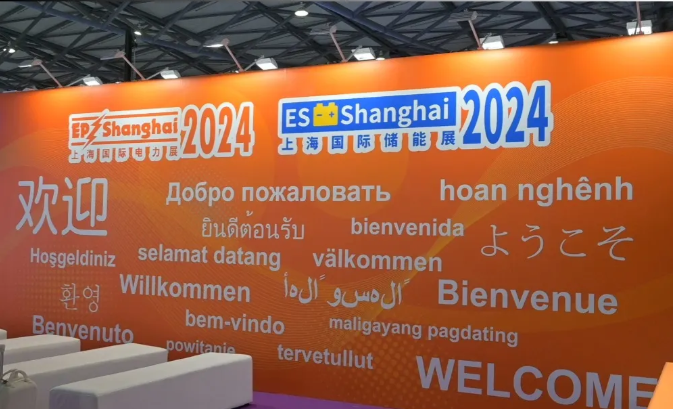 EP Shanghai 2024
上海国际电力展
ES Shanghai 2024
上海国际储能展
欢迎
Добро пожаловать
hoan nghênh
ยินดีต้อนรับ
bienvenida
ようこそ
Hoşgeldiniz
selamat datang
välkommen
환영
Willkommen
Bienvenue
Benvenuto
bem-vindo
maligayang pagdating
powitanie
tervetullut
WELCOME